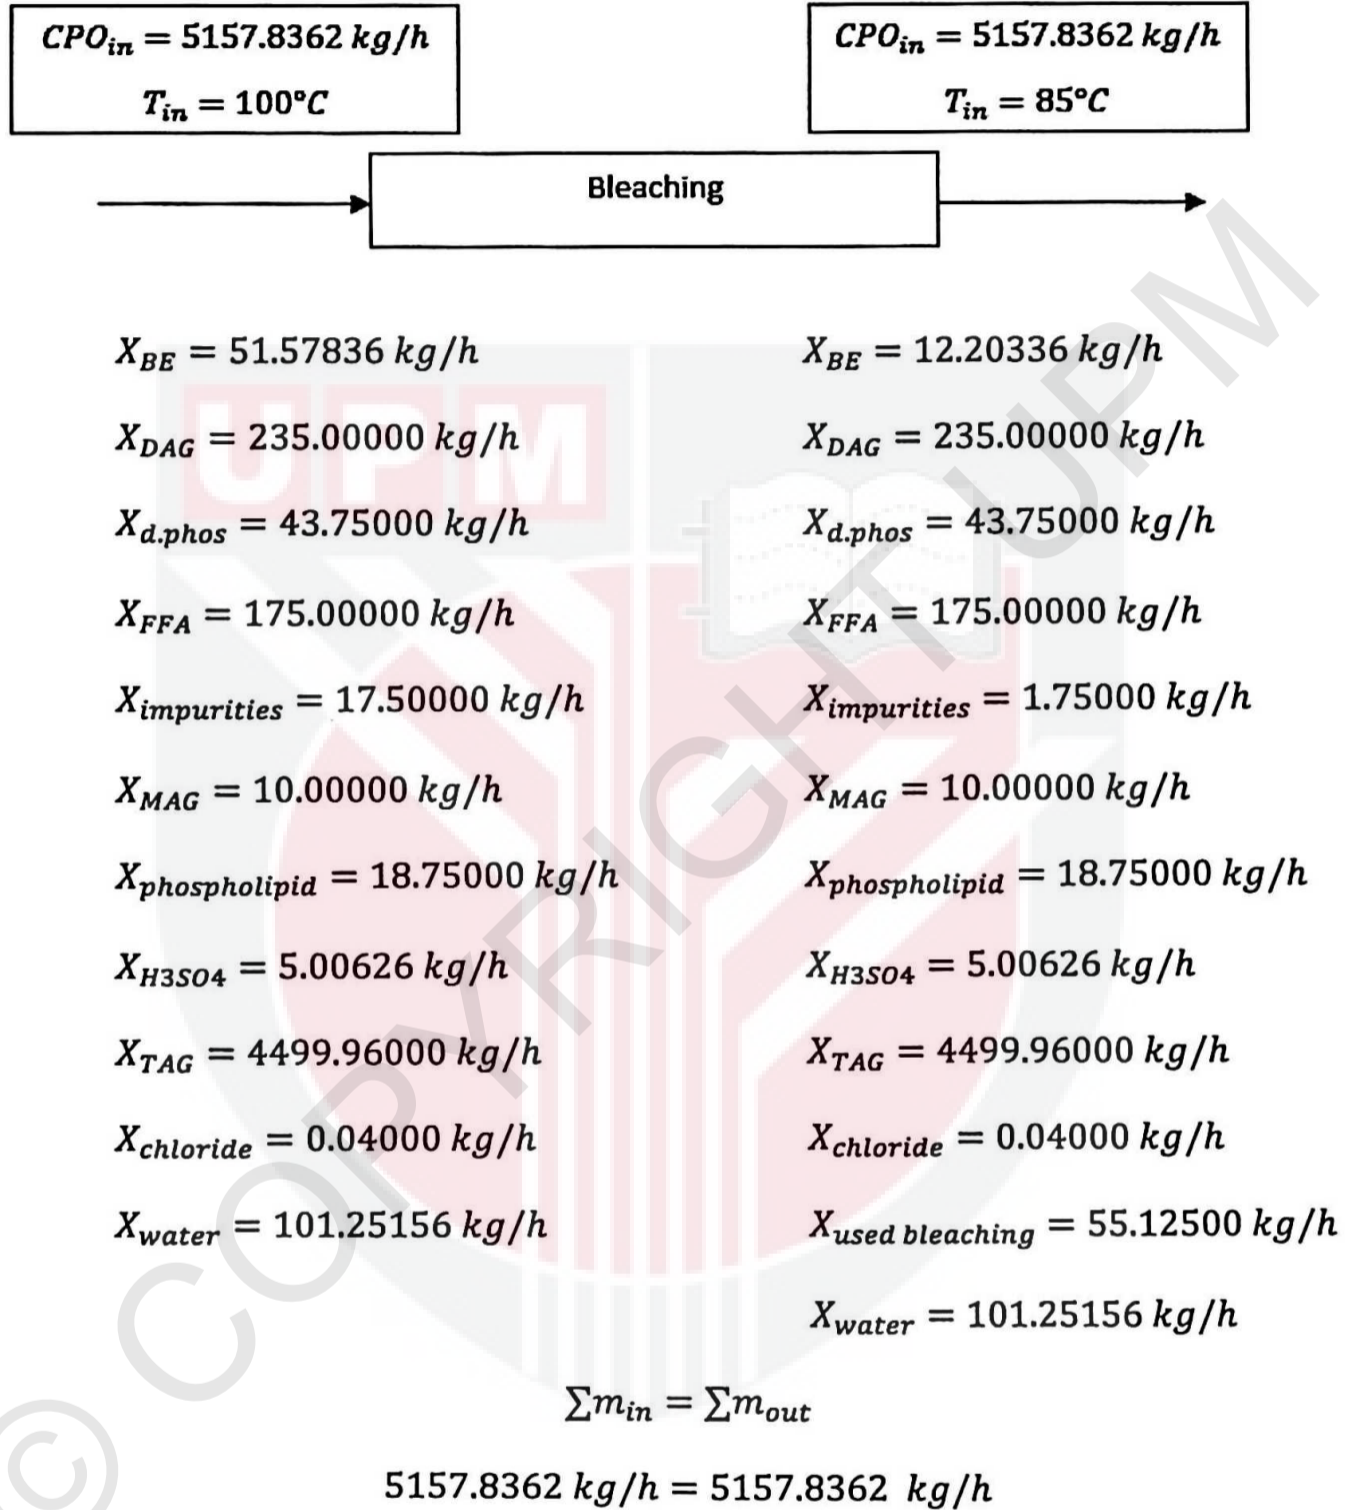 CPO_in = 5157.8362 kg/h
T_in = 100°C
CPO_in = 5157.8362 kg/h
T_in = 85°C
Bleaching
X_BE = 51.57836 kg/h
X_BE = 12.20336 kg/h
X_DAG = 235.00000 kg/h
X_DAG = 235.00000 kg/h
X_d.phos = 43.75000 kg/h
X_d.phos = 43.75000 kg/h
X_FFA = 175.00000 kg/h
X_FFA = 175.00000 kg/h
X_impurities = 17.50000 kg/h
X_impurities = 1.75000 kg/h
X_MAG = 10.00000 kg/h
X_MAG = 10.00000 kg/h
X_phospholipid = 18.75000 kg/h
X_phospholipid = 18.75000 kg/h
X_H3SO4 = 5.00626 kg/h
X_H3SO4 = 5.00626 kg/h
X_TAG = 4499.96000 kg/h
X_TAG = 4499.96000 kg/h
X_chloride = 0.04000 kg/h
X_chloride = 0.04000 kg/h
X_water = 101.25156 kg/h
X_used bleaching = 55.12500 kg/h
X_water = 101.25156 kg/h
∑m_in = ∑m_out
5157.8362 kg/h = 5157.8362 kg/h
UPM
© COPYRIGHT UPM